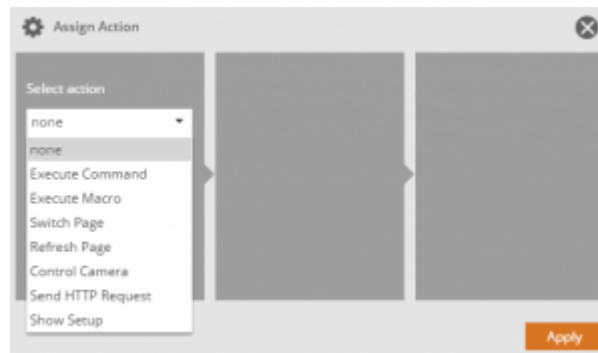 Assign Action
Select action
none
none
Execute Command
Execute Macro
Switch Page
Refresh Page
Control Camera
Send HTTP Request
Show Setup
Apply